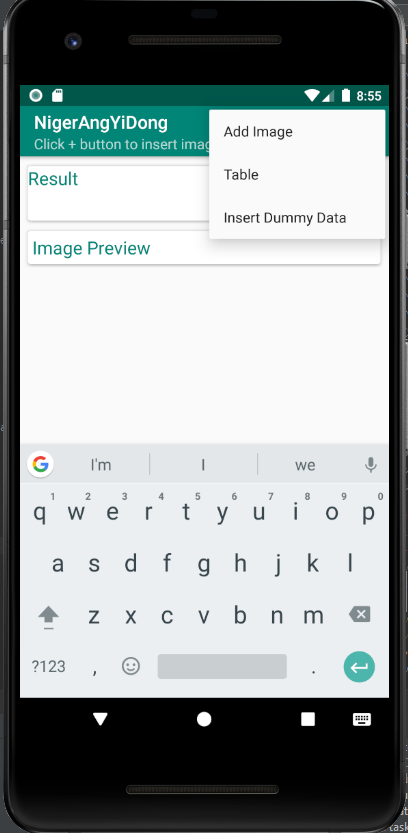 8:55
NigerAngYiDong
Click + button to insert imag
Add Image
Table
Insert Dummy Data
Result
Image Preview
G I'm I we
1 2 3 4 5 6 7 8 9 0
q w e r t y u i o p
a s d f g h j k l
z x c v b n m
?123 , .